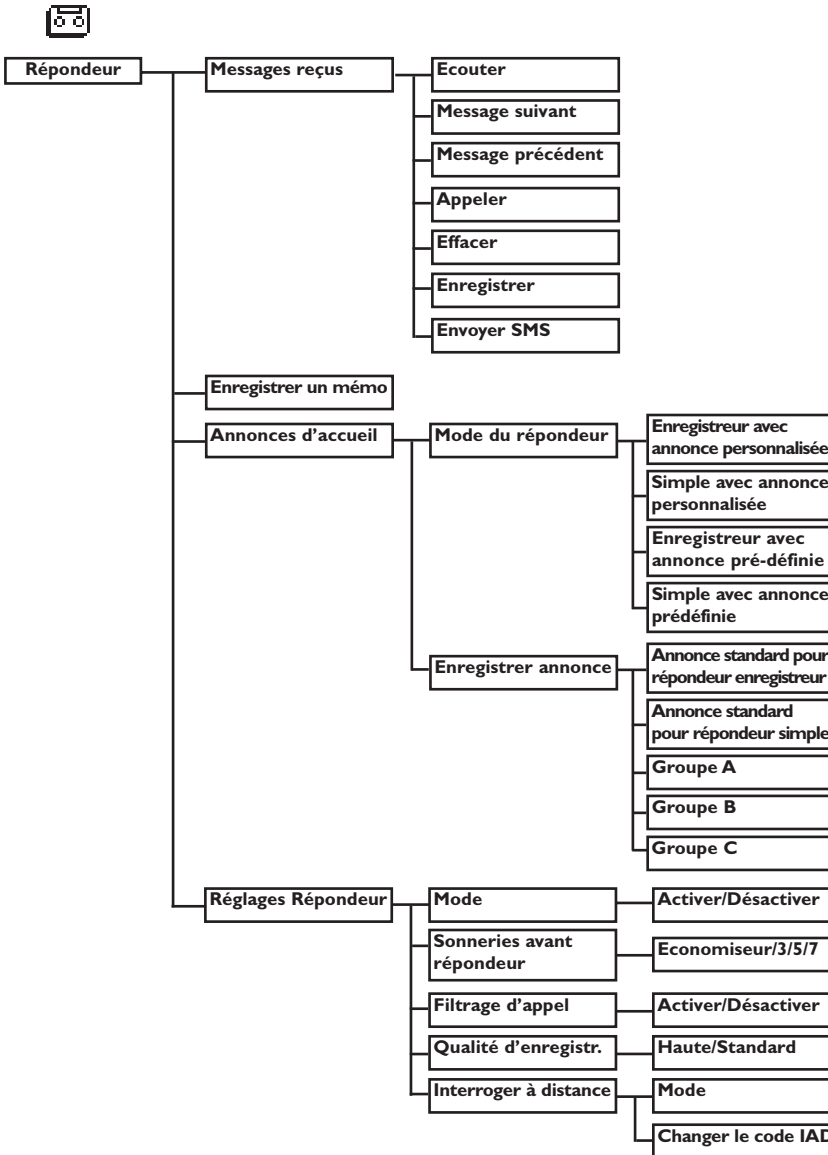 Répondeur
Messages reçus
Ecouter
Message suivant
Message précédent
Appeler
Effacer
Enregistrer
Envoyer SMS
Enregistrer un mémo
Annonces d'accueil
Mode du répondeur
Enregistreur avec
annonce personnalisée
Simple avec annonce
personnalisée
Enregistreur avec
annonce pré-définie
Simple avec annonce
prédéfinie
Enregistrer annonce
Annonce standard pour
répondeur enregistreur
Annonce standard
pour répondeur simple
Groupe A
Groupe B
Groupe C
Réglages Répondeur
Mode
Activer/Désactiver
Sonneries avant
répondeur
Economiseur/3/5/7
Filtrage d'appel
Activer/Désactiver
Qualité d'enregistr.
Haute/Standard
Interroger à distance
Mode
Changer le code IAD